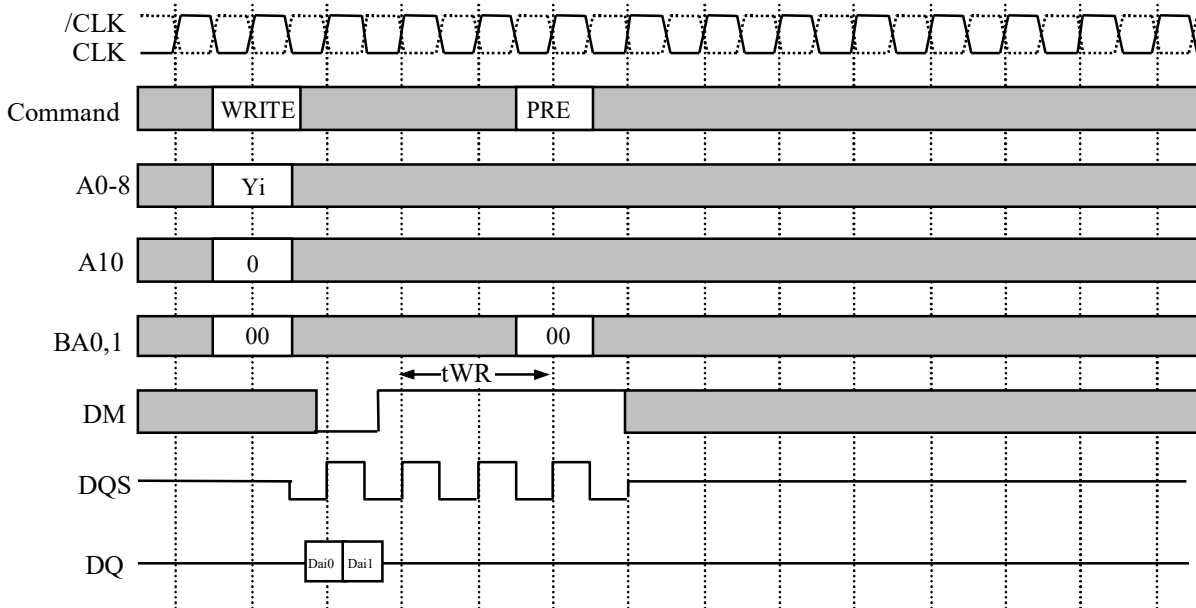 /CLK
CLK
Command WRITE PRE
A0-8 Yi
A10 0
BA0,1 00 00
tWR
DM
DQS
DQ Dai0 Dai1